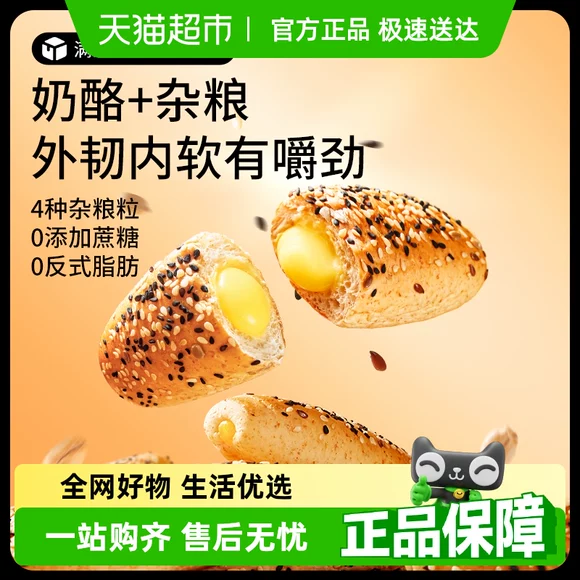 天猫超市 官方正品 极速送达
满
奶酪+杂粮
外韧内软有嚼劲
4种杂粮粒
0添加蔗糖
0反式脂肪
全网好物 生活优选
一站购齐 售后无忧
正品保障